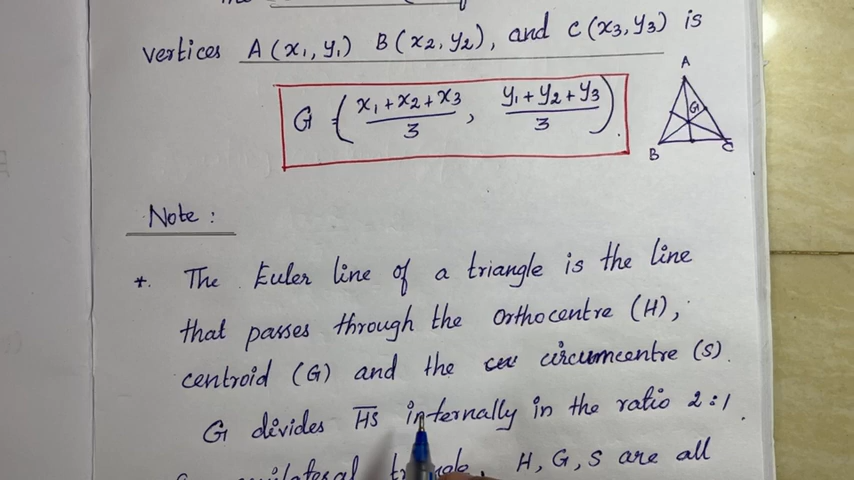 The
vertices A(x₁, y₁) B(x₂, y₂), and C(x₃, y₃) is
G = (x₁+x₂+x₃/3, y₁+y₂+y₃/3).
A
G
B
C
Note :
*. The Euler line of a triangle is the line
that passes through the orthocentre (H),
centroid (G) and the circumcentre (S).
G divides H̅S̅ internally in the ratio 2:1.
H, G, S are all